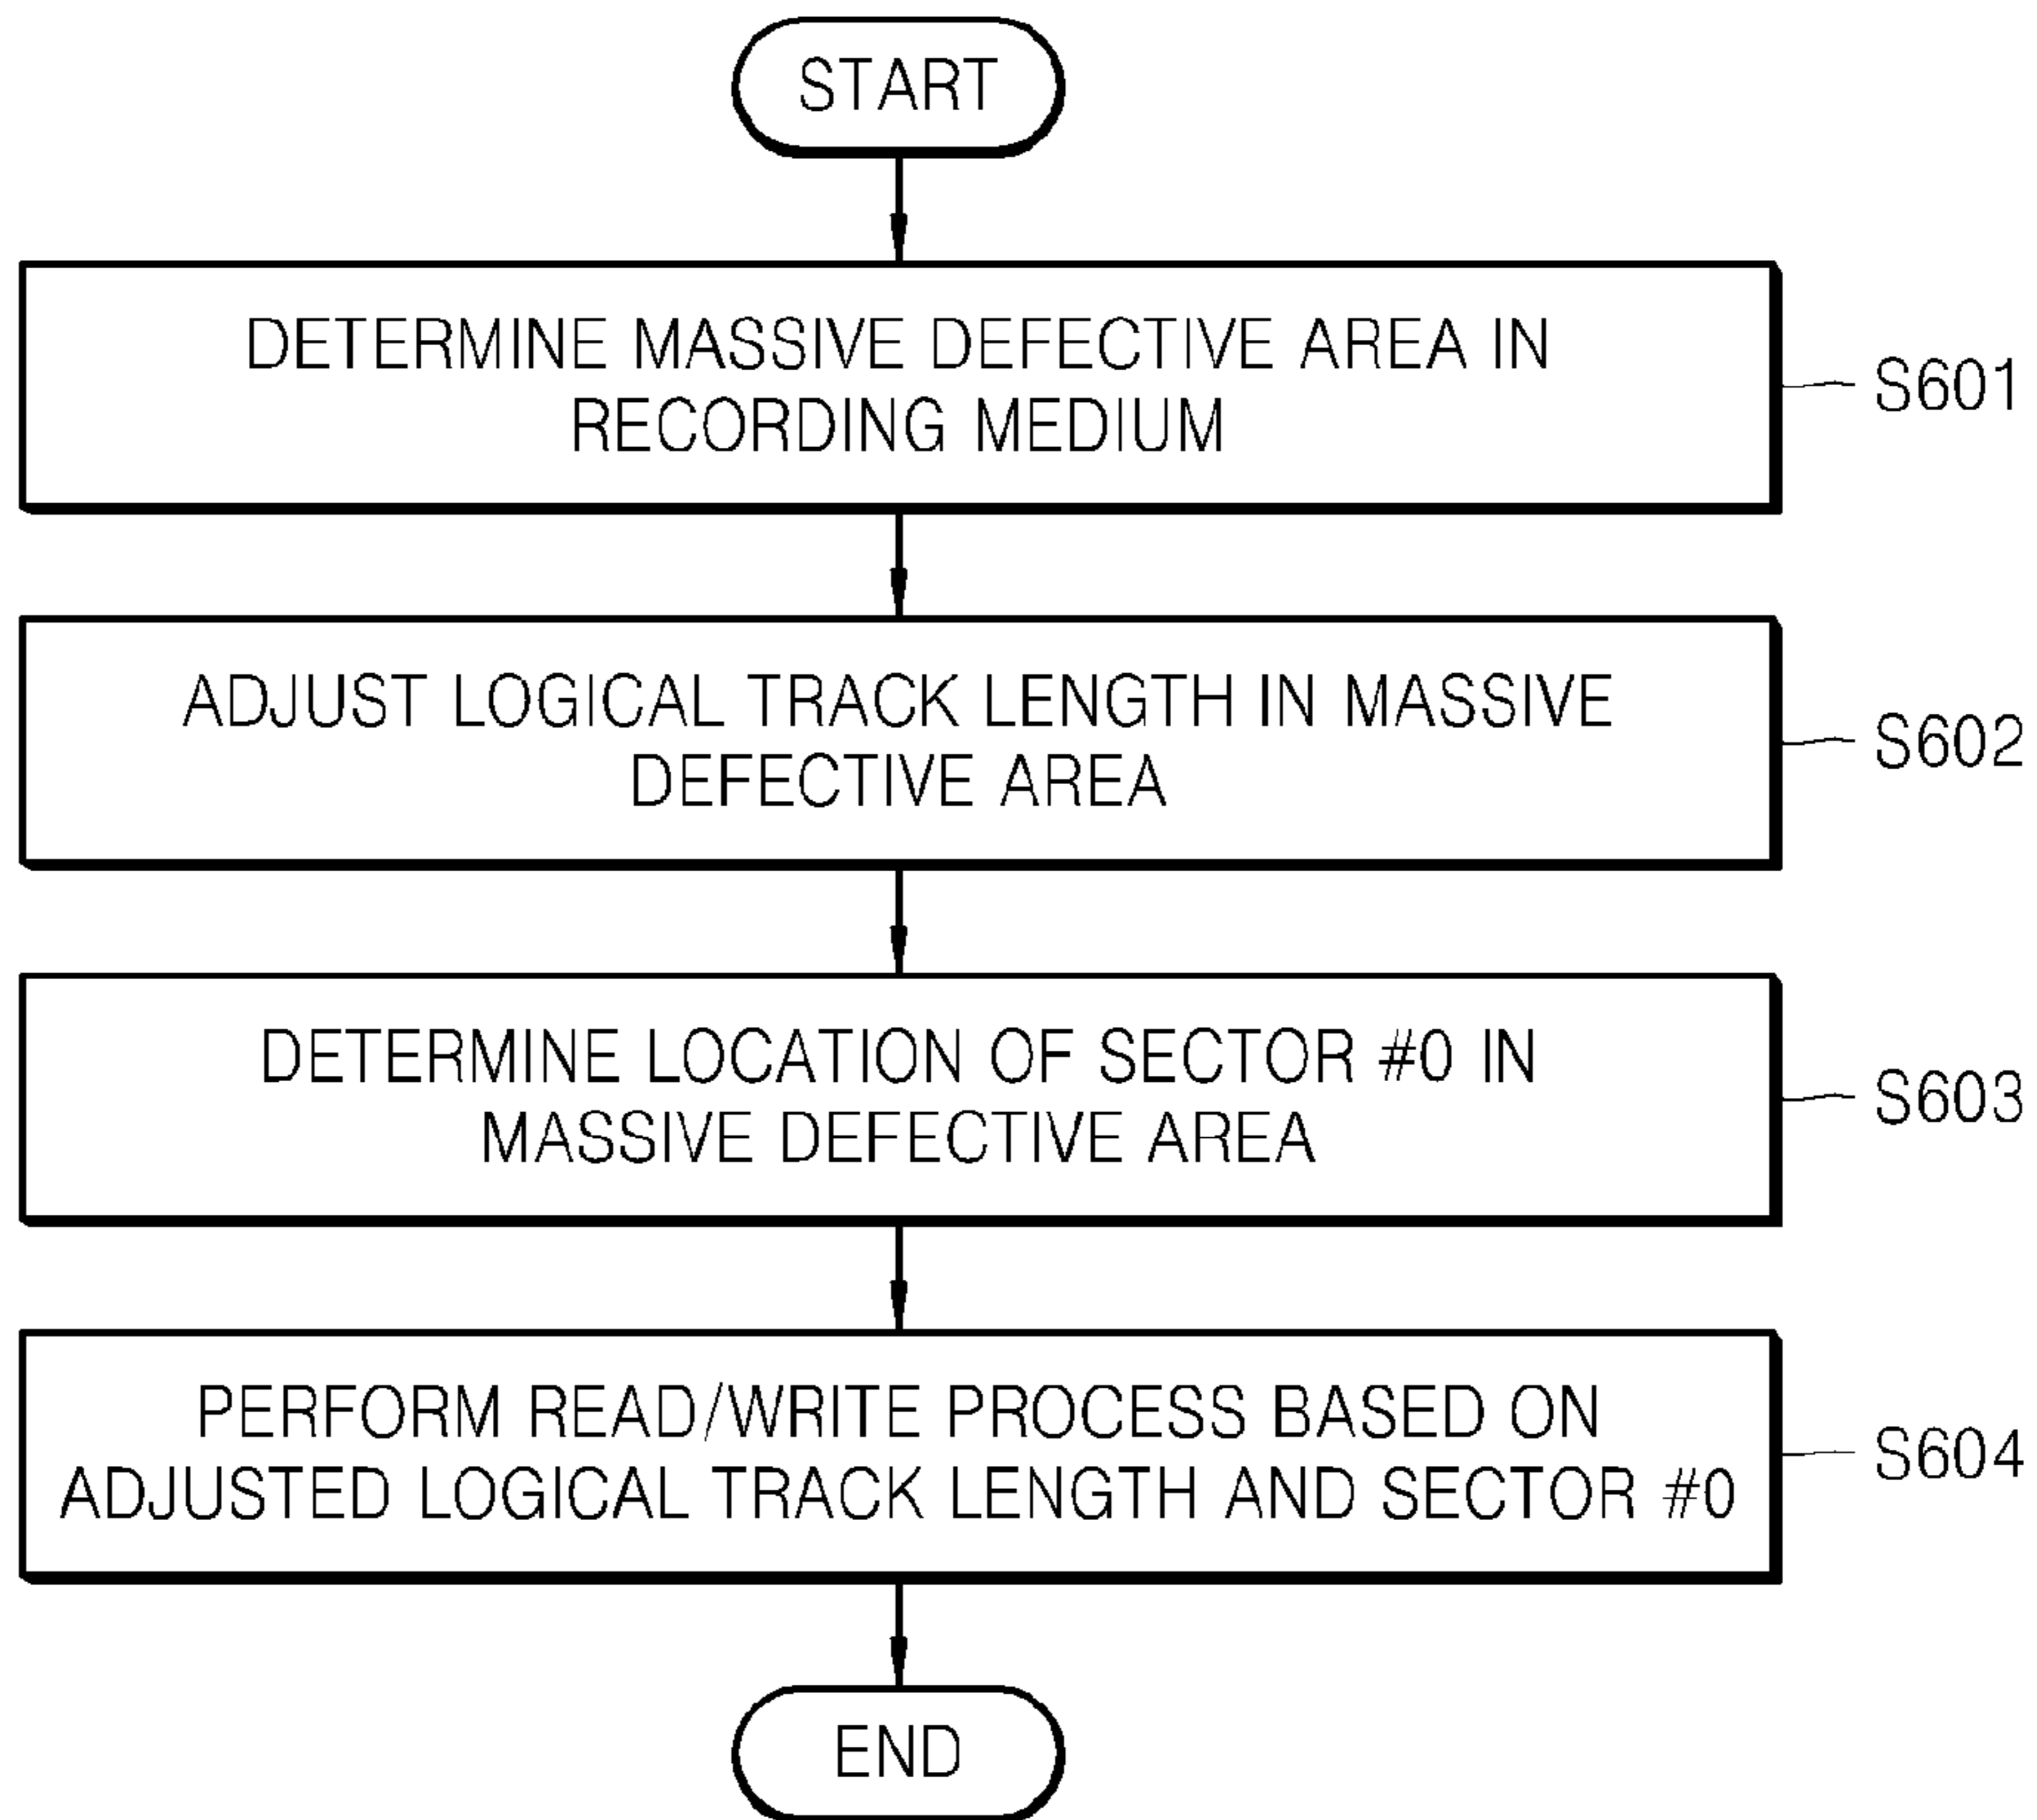 START
DETERMINE MASSIVE DEFECTIVE AREA IN
RECORDING MEDIUM
S601
ADJUST LOGICAL TRACK LENGTH IN MASSIVE
DEFECTIVE AREA
S602
DETERMINE LOCATION OF SECTOR #0 IN
MASSIVE DEFECTIVE AREA
S603
PERFORM READ/WRITE PROCESS BASED ON
ADJUSTED LOGICAL TRACK LENGTH AND SECTOR #0
S604
END